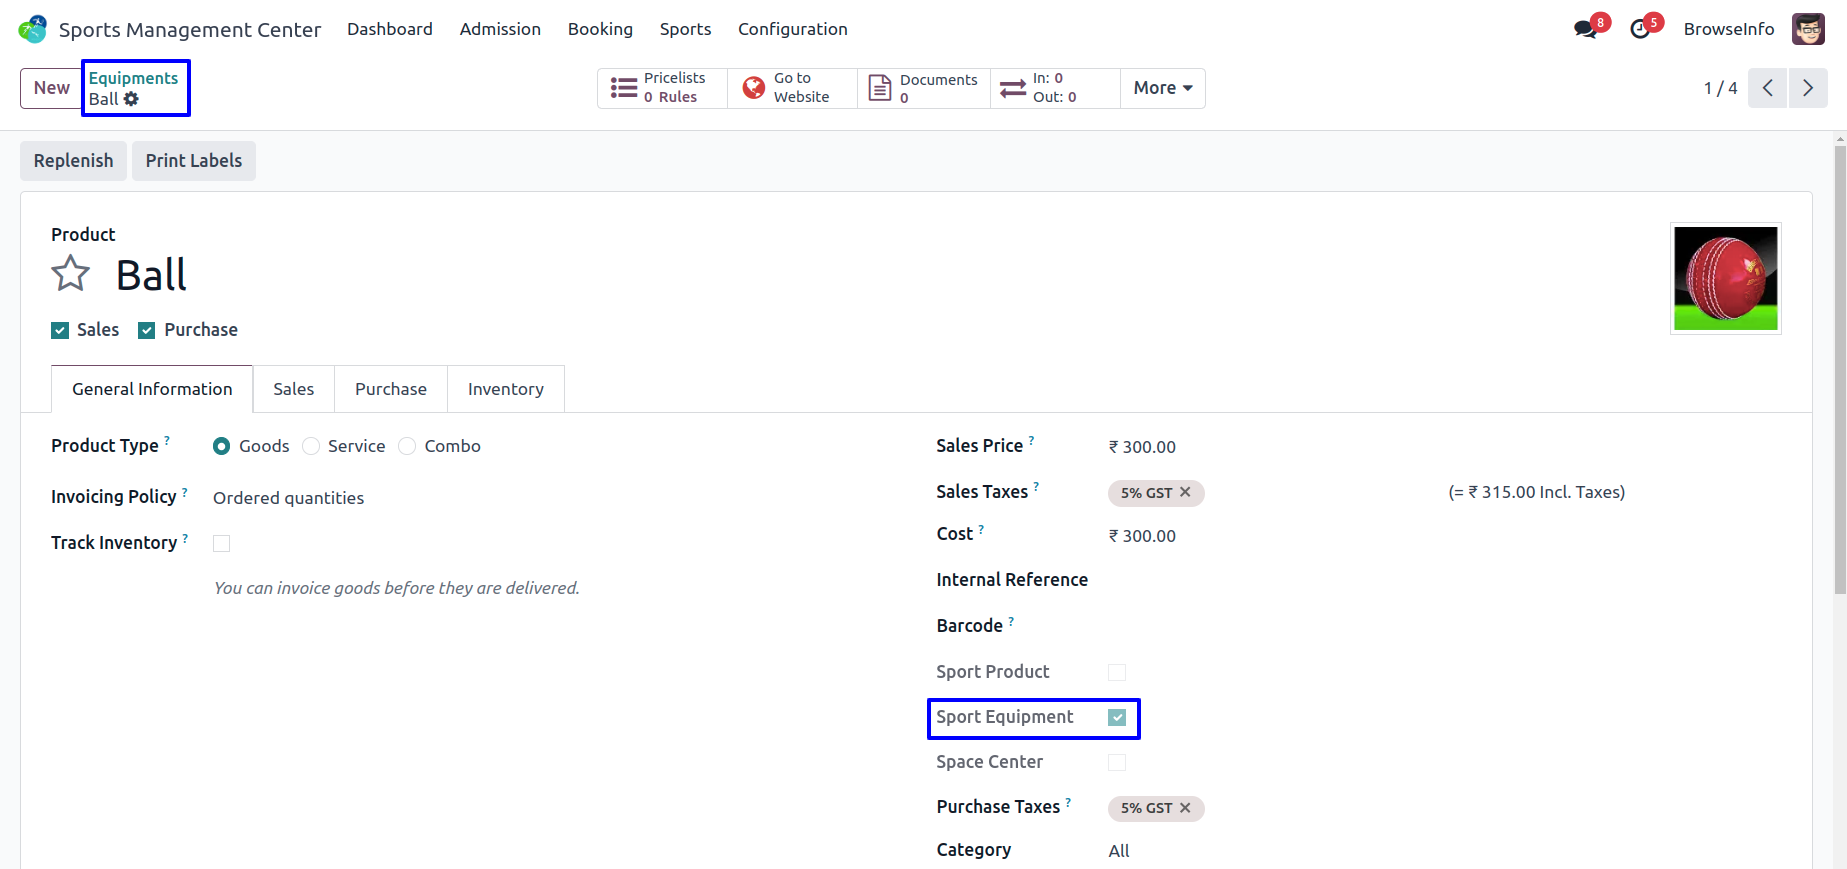 Sports Management Center Dashboard Admission Booking Sports Configuration 8 5 BrowseInfo
New Equipments Pricelists Go to Documents In: 0 More 1 / 4
Ball 0 Rules Website 0 Out: 0
Replenish Print Labels
Product
Ball
Sales Purchase
General Information Sales Purchase Inventory
Product Type ? Goods Service Combo Sales Price ? ₹ 300.00
Invoicing Policy ? Ordered quantities Sales Taxes ? 5% GST ✕ (= ₹ 315.00 Incl. Taxes)
Track Inventory ? Cost ? ₹ 300.00
You can invoice goods before they are delivered. Internal Reference
Barcode ?
Sport Product
Sport Equipment
Space Center
Purchase Taxes ? 5% GST ✕
Category All